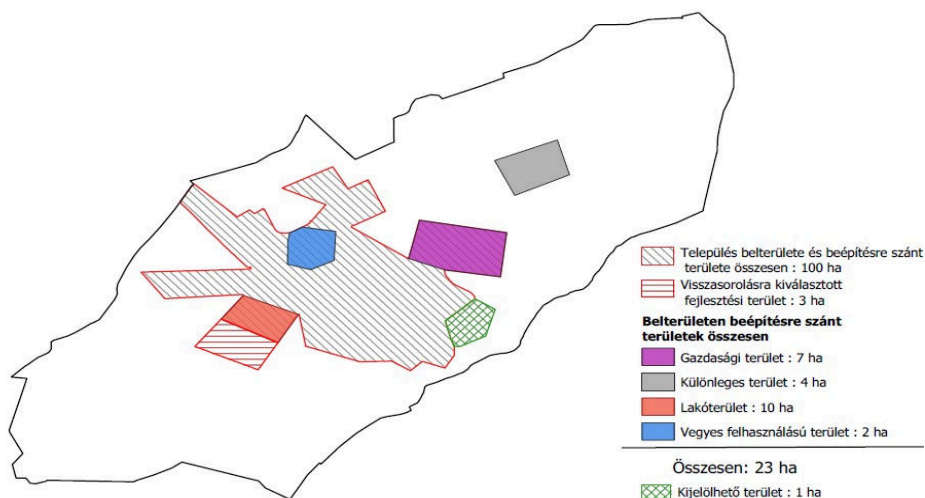 Település belterülete és beépítésre szánt
területe összesen : 100 ha
Visszasorolásra kiválasztott
fejlesztési terület : 3 ha
Belterületen beépítésre szánt
területek összesen
Gazdasági terület : 7 ha
Különleges terület : 4 ha
Lakóterület : 10 ha
Vegyes felhasználású terület : 2 ha
Összesen: 23 ha
Kijelölhető terület : 1 ha